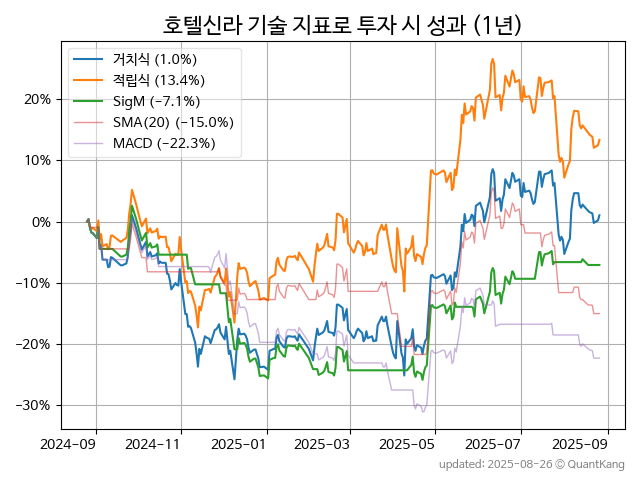 호텔신라 기술 지표로 투자 시 성과 (1년)
거치식 (1.0%)
적립식 (13.4%)
SigM (−7.1%)
SMA(20) (−15.0%)
MACD (−22.3%)
20%
10%
0%
−10%
−20%
−30%
2024-09 2024-11 2025-01 2025-03 2025-05 2025-07 2025-09
updated: 2025-08-26 © QuantKang